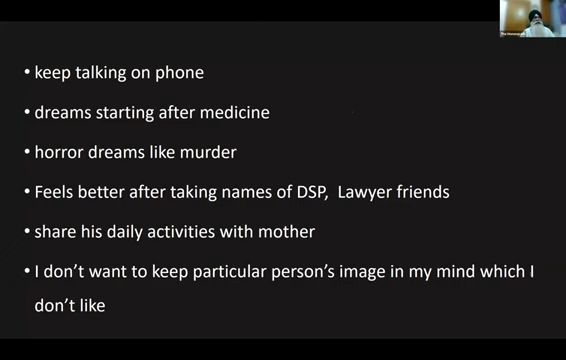 • keep talking on phone
• dreams starting after medicine
• horror dreams like murder
• Feels better after taking names of DSP,  Lawyer friends
• share his daily activities with mother
• I don't want to keep particular person's image in my mind which I
don't like